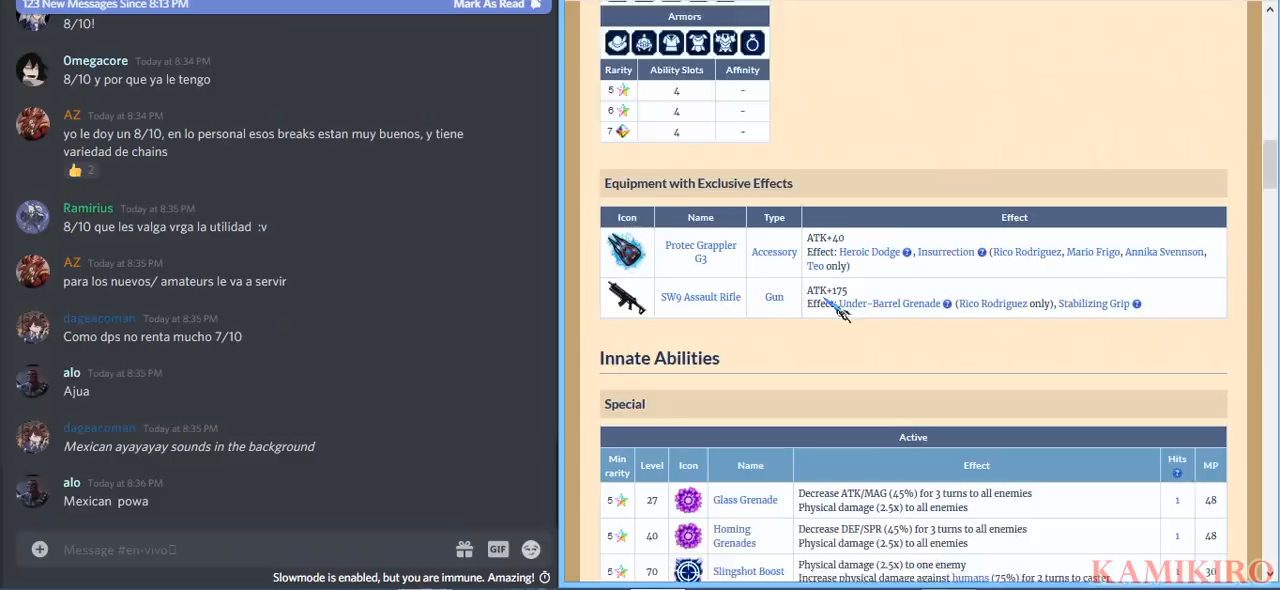 123 New Messages Since 8:13 PM
Mark As Read
8/10!
0megacore Today at 8:34 PM
8/10 y por que ya le tengo
AZ Today at 8:34 PM
yo le doy un 8/10, en lo personal esos breaks estan muy buenos, y tiene
variedad de chains
2
Ramirius Today at 8:35 PM
8/10 que les valga vrga la utilidad :v
AZ Today at 8:35 PM
para los nuevos/ amateurs le va a servir
dageacoman Today at 8:35 PM
Como dps no renta mucho 7/10
alo Today at 8:35 PM
Ajua
dageacoman Today at 8:35 PM
Mexican ayayayay sounds in the background
alo Today at 8:36 PM
Mexican powa
Message #en-vivo
GIF
Slowmode is enabled, but you are immune. Amazing!
Armors
Rarity Ability Slots Affinity
5 4 -
6 4 -
7 4 -
Equipment with Exclusive Effects
Icon Name Type Effect
Protec Grappler
G3
Accessory
ATK+40
Effect: Heroic Dodge, Insurrection (Rico Rodriguez, Mario Frigo, Annika Svennson,
Teo only)
SW9 Assault Rifle
Gun
ATK+175
Effect: Under-Barrel Grenade (Rico Rodriguez only), Stabilizing Grip
Innate Abilities
Special
Active
Min
rarity
Level Icon Name Effect Hits MP
5 27 Glass Grenade
Decrease ATK/MAG (45%) for 3 turns to all enemies
Physical damage (2.5x) to all enemies
1 48
5 40 Homing
Grenades
Decrease DEF/SPR (45%) for 3 turns to all enemies
Physical damage (2.5x) to all enemies
1 48
5 70 Slingshot Boost
Physical damage (2.5x) to one enemy
Increase physical damage against humans (75%) for 2 turns to caster
1 30
KAMIKIRO